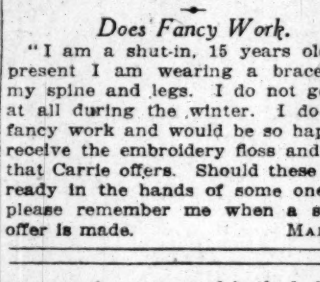 Does Fancy Work.
"I am a shut-in, 15 years ol
present I am wearing a brace
my spine and legs. I do not g
at all during the winter. I do
fancy work and would be so hap
receive the embroidery floss and
that Carrie offers. Should these
ready in the hands of some one
please remember me when a s
offer is made. MA